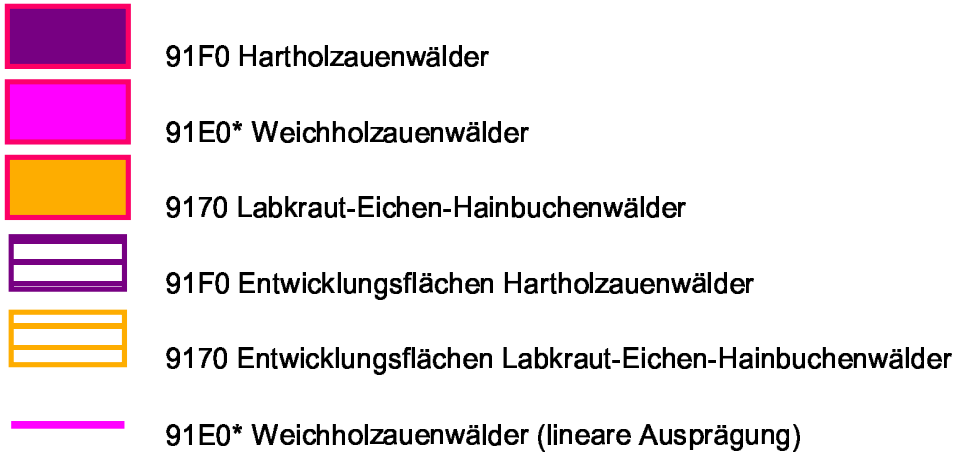 91F0 Hartholzauenwälder
91E0* Weichholzauenwälder
9170 Labkraut-Eichen-Hainbuchenwälder
91F0 Entwicklungsflächen Hartholzauenwälder
9170 Entwicklungsflächen Labkraut-Eichen-Hainbuchenwälder
91E0* Weichholzauenwälder (lineare Ausprägung)